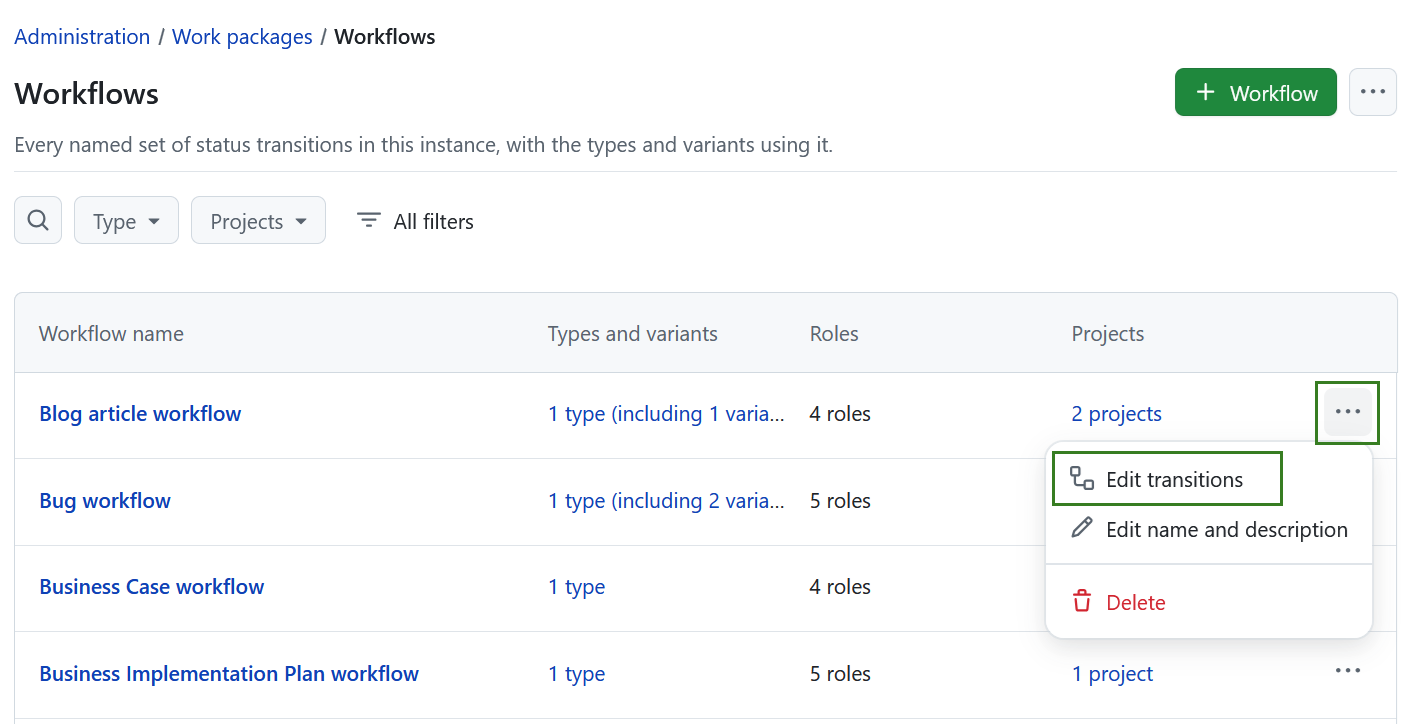 Administration / Work packages / Workflows
Workflows
+ Workflow
Every named set of status transitions in this instance, with the types and variants using it.
Type Projects All filters
Workflow name Types and variants Roles Projects
Blog article workflow 1 type (including 1 varia... 4 roles 2 projects
Edit transitions
Bug workflow 1 type (including 2 varia... 5 roles
Edit name and description
Business Case workflow 1 type 4 roles
Delete
Business Implementation Plan workflow 1 type 5 roles 1 project